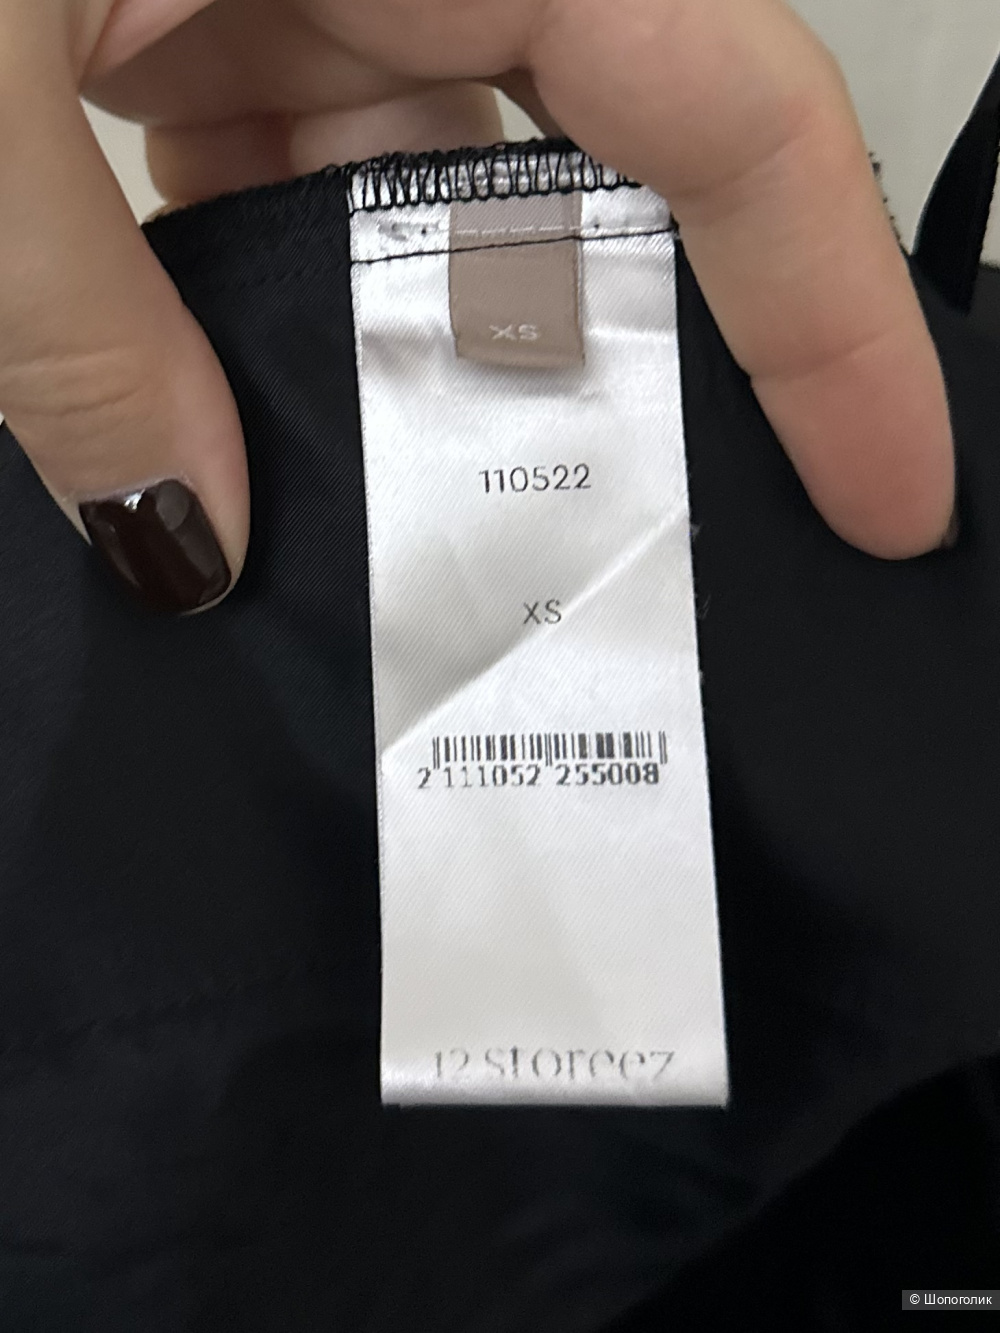 XS
110522
XS
2 111052 255008
12 storeez
© Шопоголик